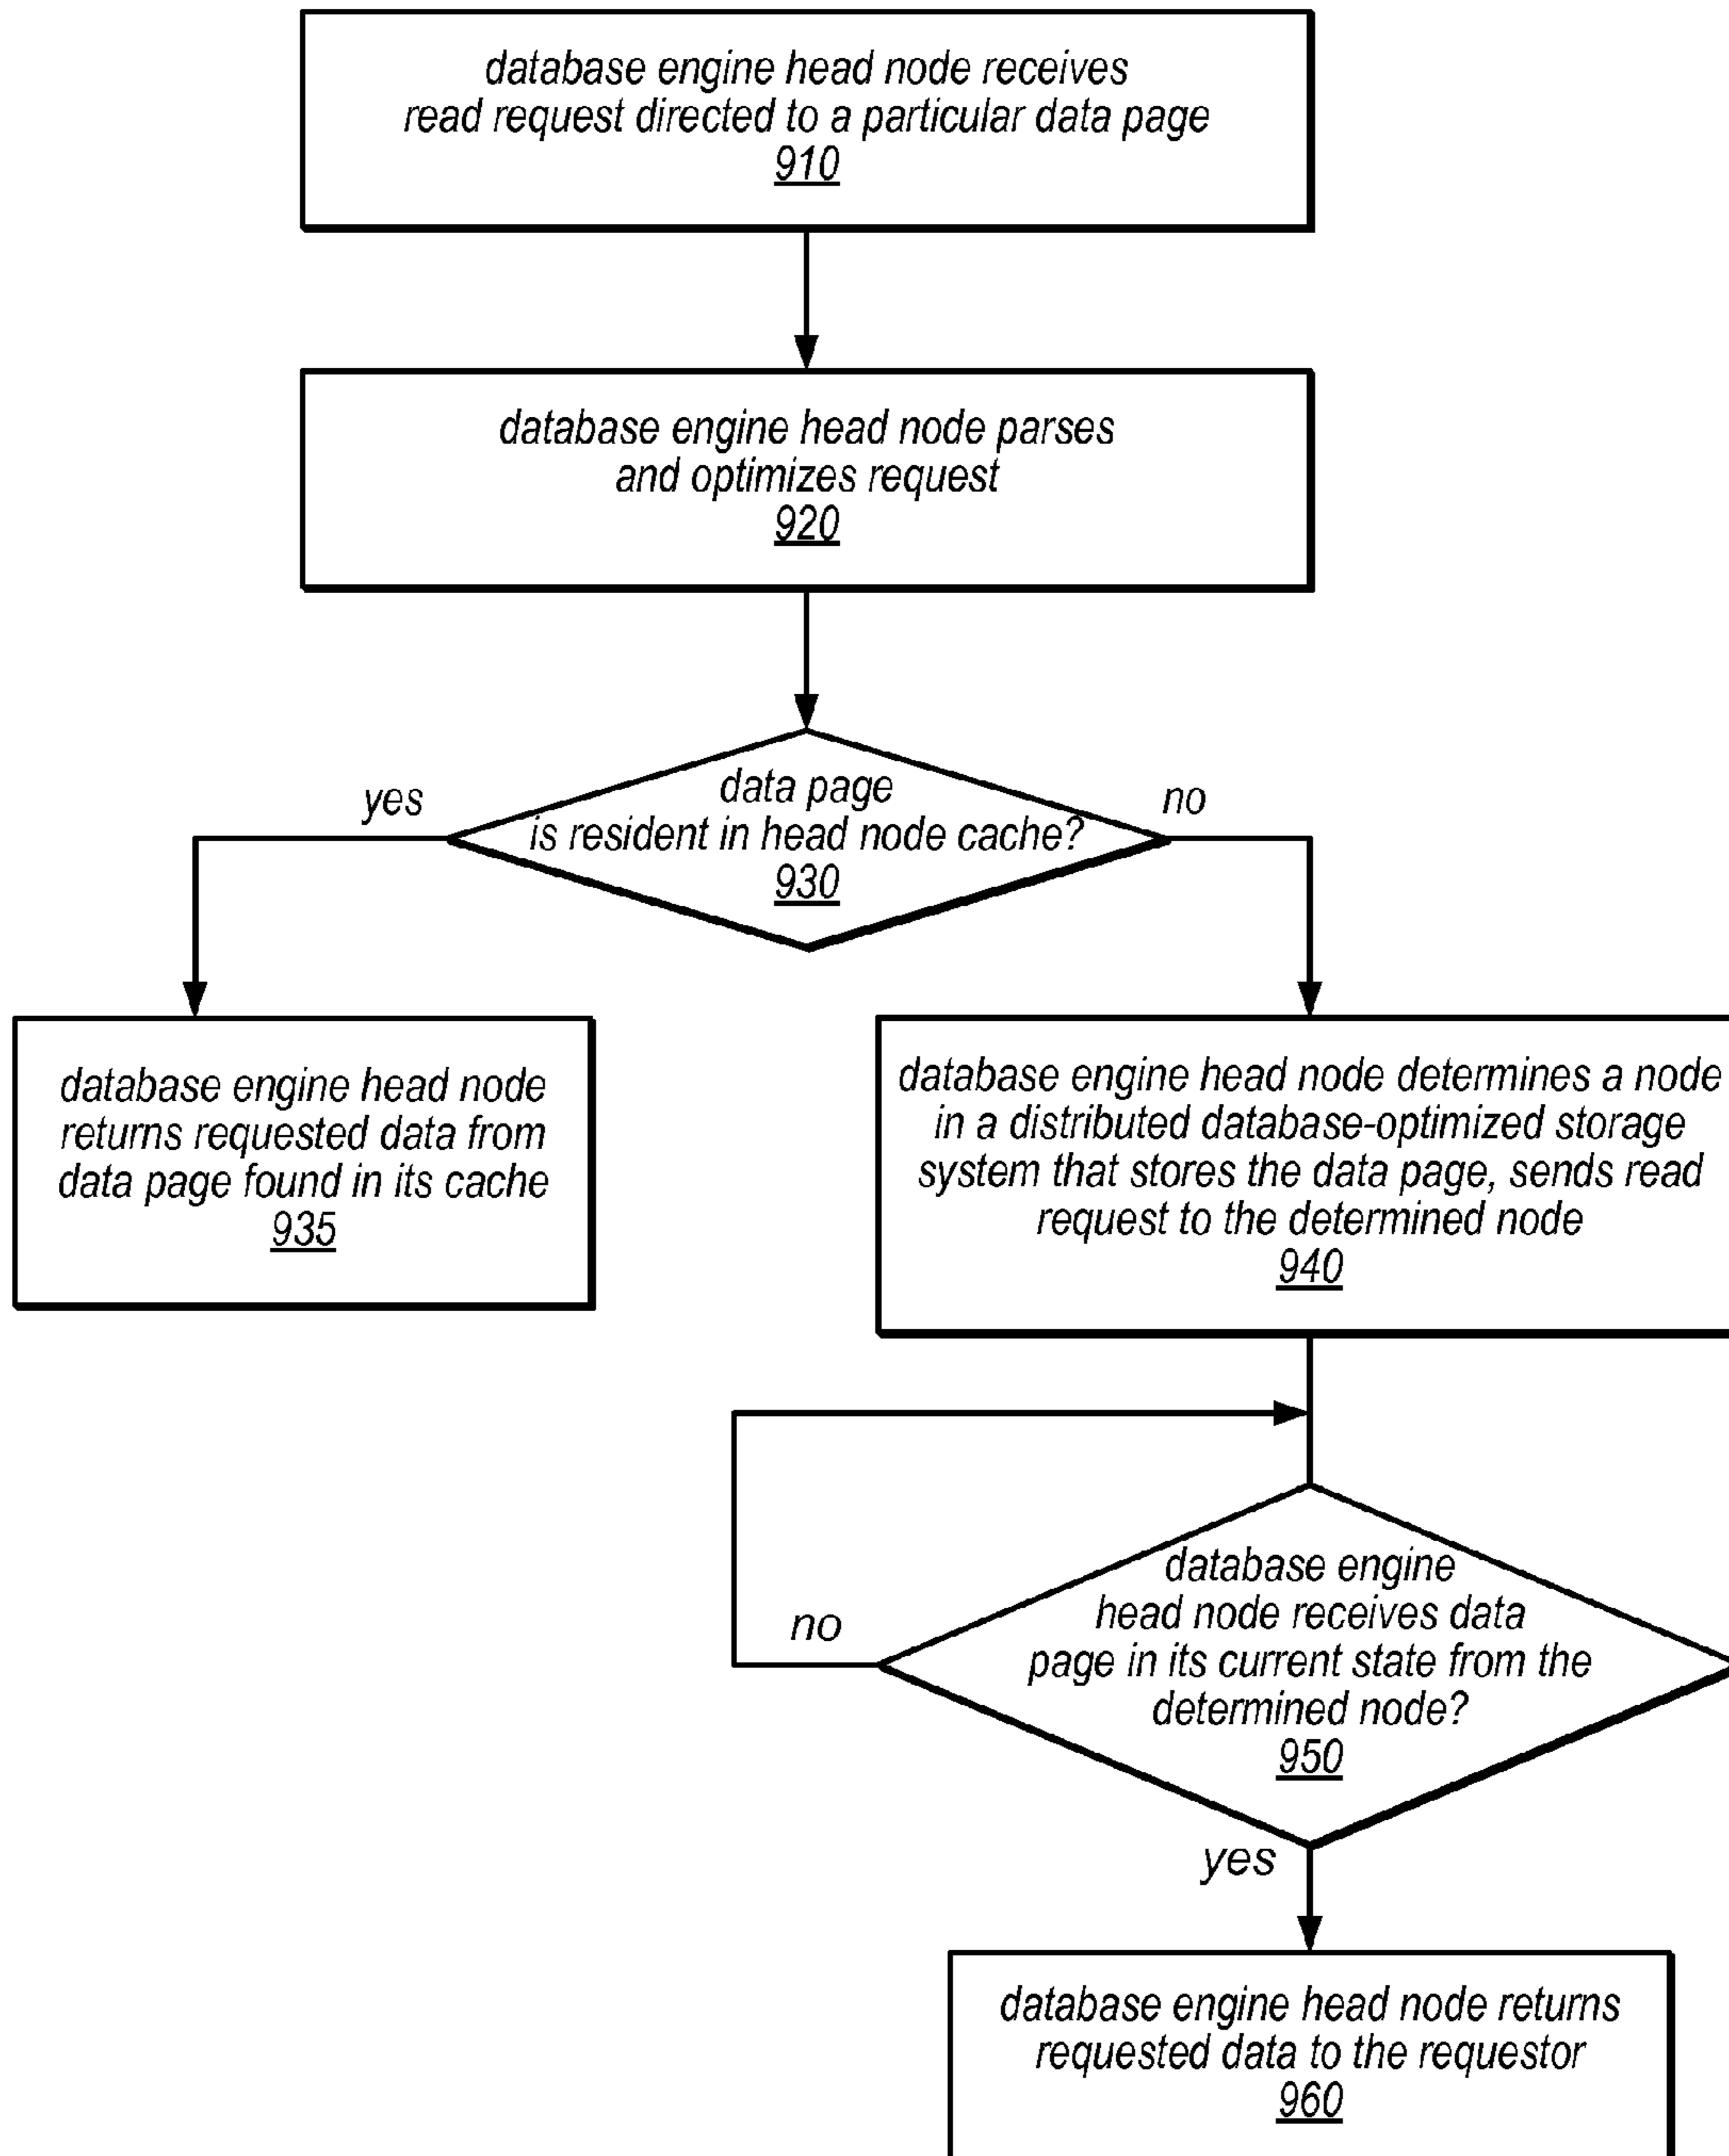 database engine head node receives
read request directed to a particular data page
910
database engine head node parses
and optimizes request
920
data page
is resident in head node cache?
930
yes
no
database engine head node
returns requested data from
data page found in its cache
935
database engine head node determines a node
in a distributed database-optimized storage
system that stores the data page, sends read
request to the determined node
940
database engine
head node receives data
page in its current state from the
determined node?
950
no
yes
database engine head node returns
requested data to the requestor
960